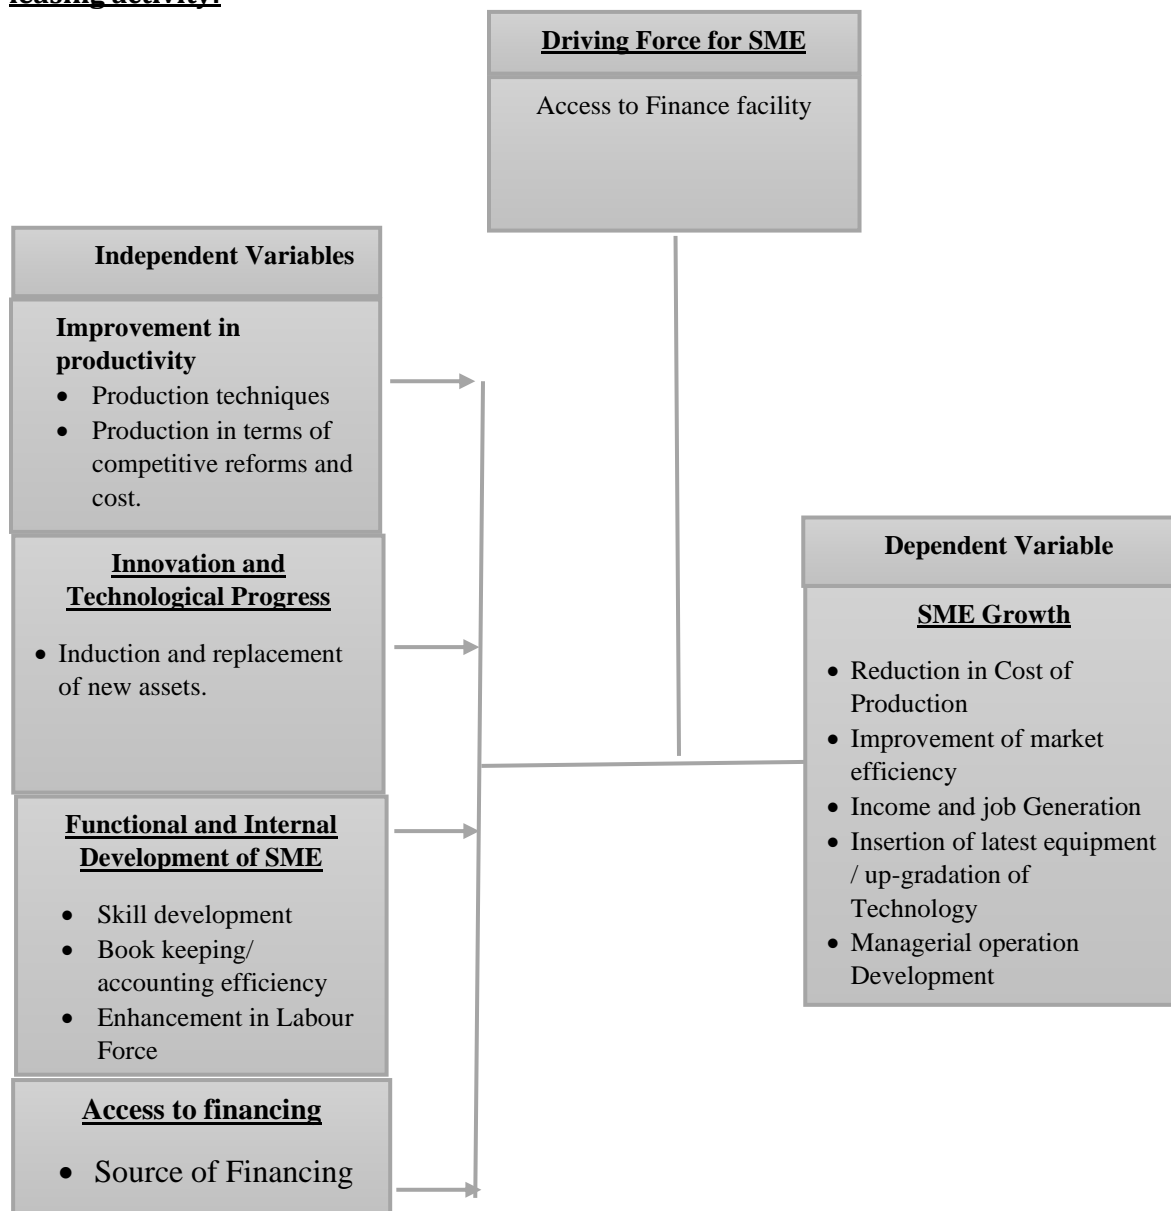 leasing activity:
Driving Force for SME
Access to Finance facility
Independent Variables
Improvement in
productivity
• Production techniques
• Production in terms of
competitive reforms and
cost.
Innovation and
Technological Progress
• Induction and replacement
of new assets.
Functional and Internal
Development of SME
• Skill development
• Book keeping/
accounting efficiency
• Enhancement in Labour
Force
Access to financing
• Source of Financing
Dependent Variable
SME Growth
• Reduction in Cost of
Production
• Improvement of market
efficiency
• Income and job Generation
• Insertion of latest equipment
/ up-gradation of
Technology
• Managerial operation
Development